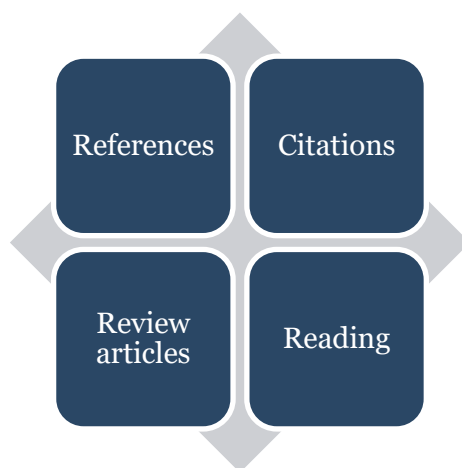 References
Citations
Review
articles
Reading